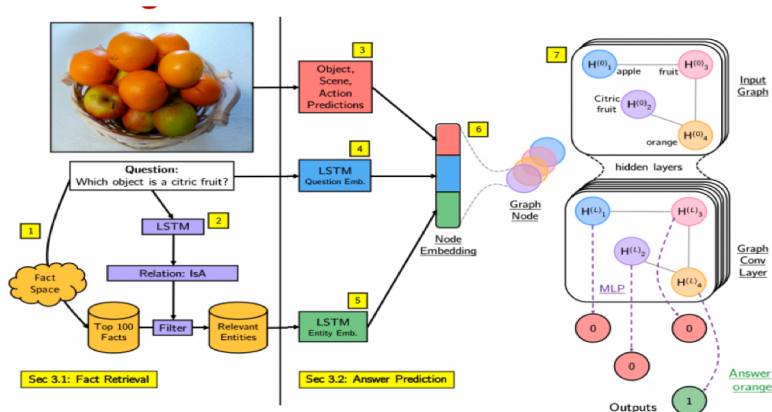 3
Object,
Scene,
Action
Predictions
4
Question:
Which object is a citric fruit?
LSTM
Question Emb.
1
2
LSTM
Fact
Space
Relation: IsA
5
Top 100
Facts
Filter
Relevant
Entities
LSTM
Entity Emb.
Sec 3.1: Fact Retrieval
Sec 3.2: Answer Prediction
6
Node
Embedding
Graph
Node
7
H(0)1
apple
fruit
H(0)3
Citric
fruit
H(0)2
orange
H(0)4
Input
Graph
hidden layers
H(L)1
H(L)3
H(L)2
H(L)4
Graph
Conv
Layer
MLP
0
0
0
Answer
orange
1
Outputs